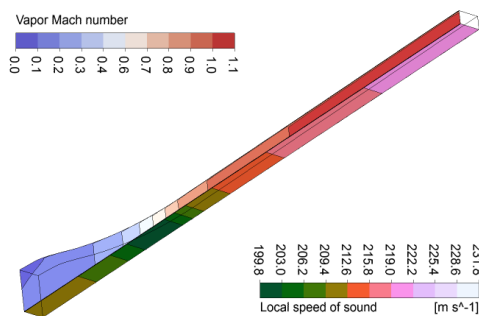 Vapor Mach number
0.0 0.1 0.2 0.3 0.4 0.6 0.7 0.8 0.9 1.0 1.1
199.8 203.0 206.2 209.4 212.6 215.8 219.0 222.2 225.4 228.6 231.8
Local speed of sound [m s^-1]